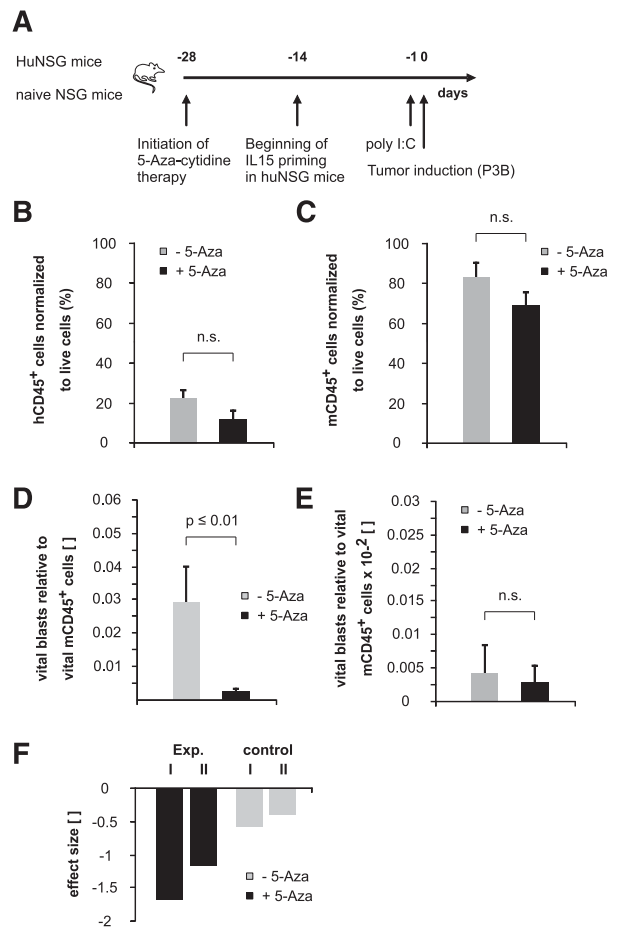 A
HuNSG mice
naive NSG mice
-28
-14
-1 0
days
Initiation of
5-Aza-cytidine
therapy
Beginning of
IL15 priming
in huNSG mice
poly I:C
Tumor induction (P3B)
B
hCD45+ cells normalized
to live cells (%)
100
80
60
40
20
0
- 5-Aza
+ 5-Aza
n.s.
C
mCD45+ cells normalized
to live cells (%)
100
80
60
40
20
0
n.s.
- 5-Aza
+ 5-Aza
D
vital blasts relative to
vital mCD45+ cells [ ]
0.06
0.05
0.04
0.03
0.02
0.01
p ≤ 0.01
- 5-Aza
+ 5-Aza
E
vital blasts relative to vital
mCD45+ cells x 10-2 [ ]
0.03
0.025
0.02
0.015
0.01
0.005
0
- 5-Aza
+ 5-Aza
n.s.
F
Exp. control
I II I II
effect size [ ]
0
-0.5
-1
-1.5
-2
- 5-Aza
+ 5-Aza